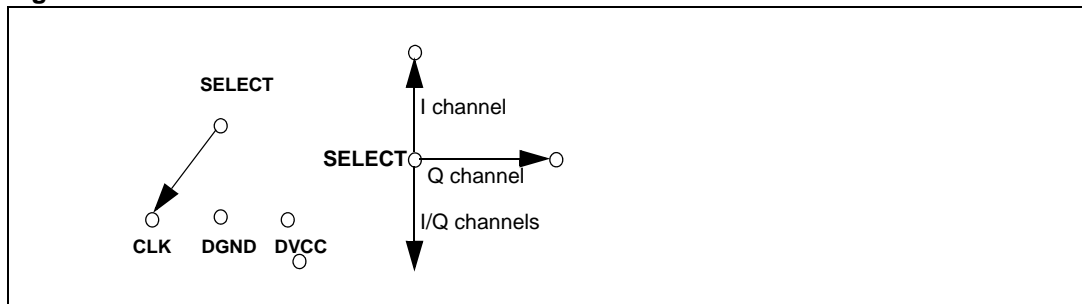 SELECT
I channel
SELECT
Q channel
I/Q channels
CLK DGND DVCC